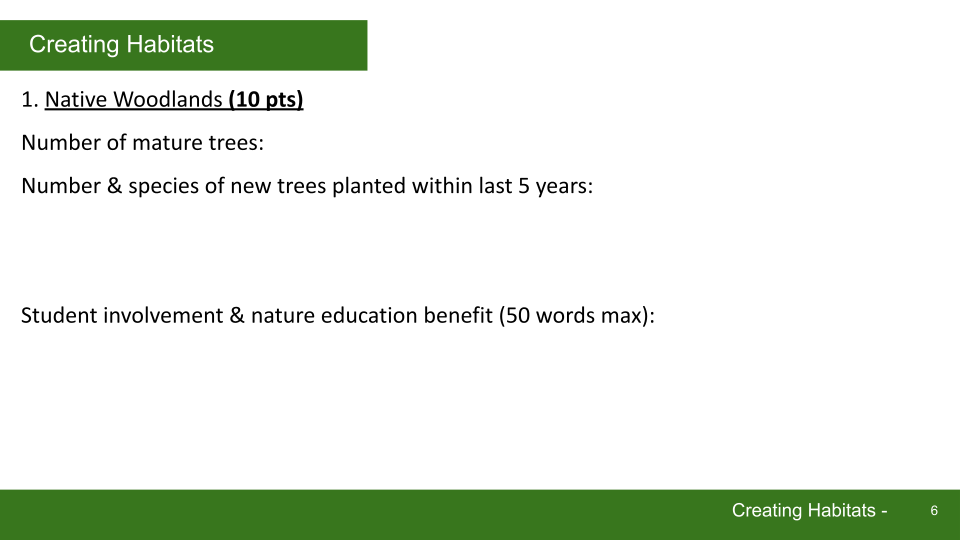 Creating Habitats
1. Native Woodlands (10 pts)
Number of mature trees:
Number & species of new trees planted within last 5 years:
Student involvement & nature education benefit (50 words max):
Creating Habitats -
6